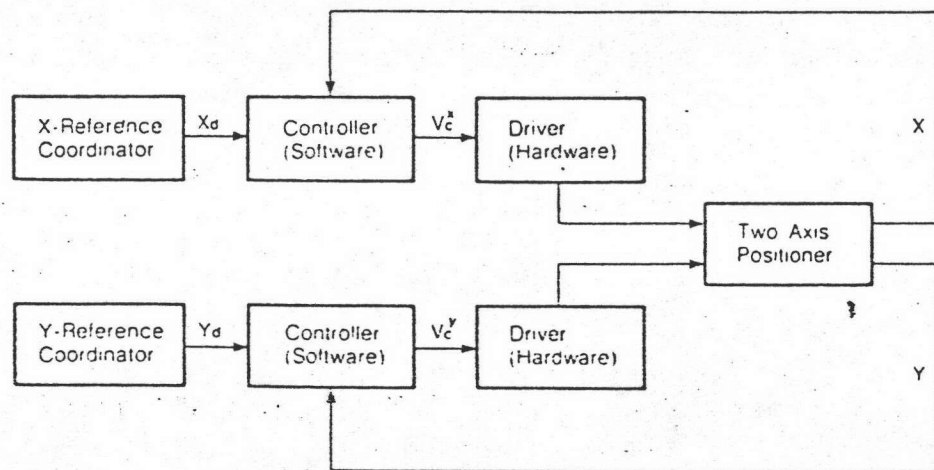 X-Reference
Coordinator
Xd
Controller
(Software)
Vcx
Driver
(Hardware)
X
Two Axis
Positioner
Y-Reference
Coordinator
Yd
Controller
(Software)
Vcy
Driver
(Hardware)
Y